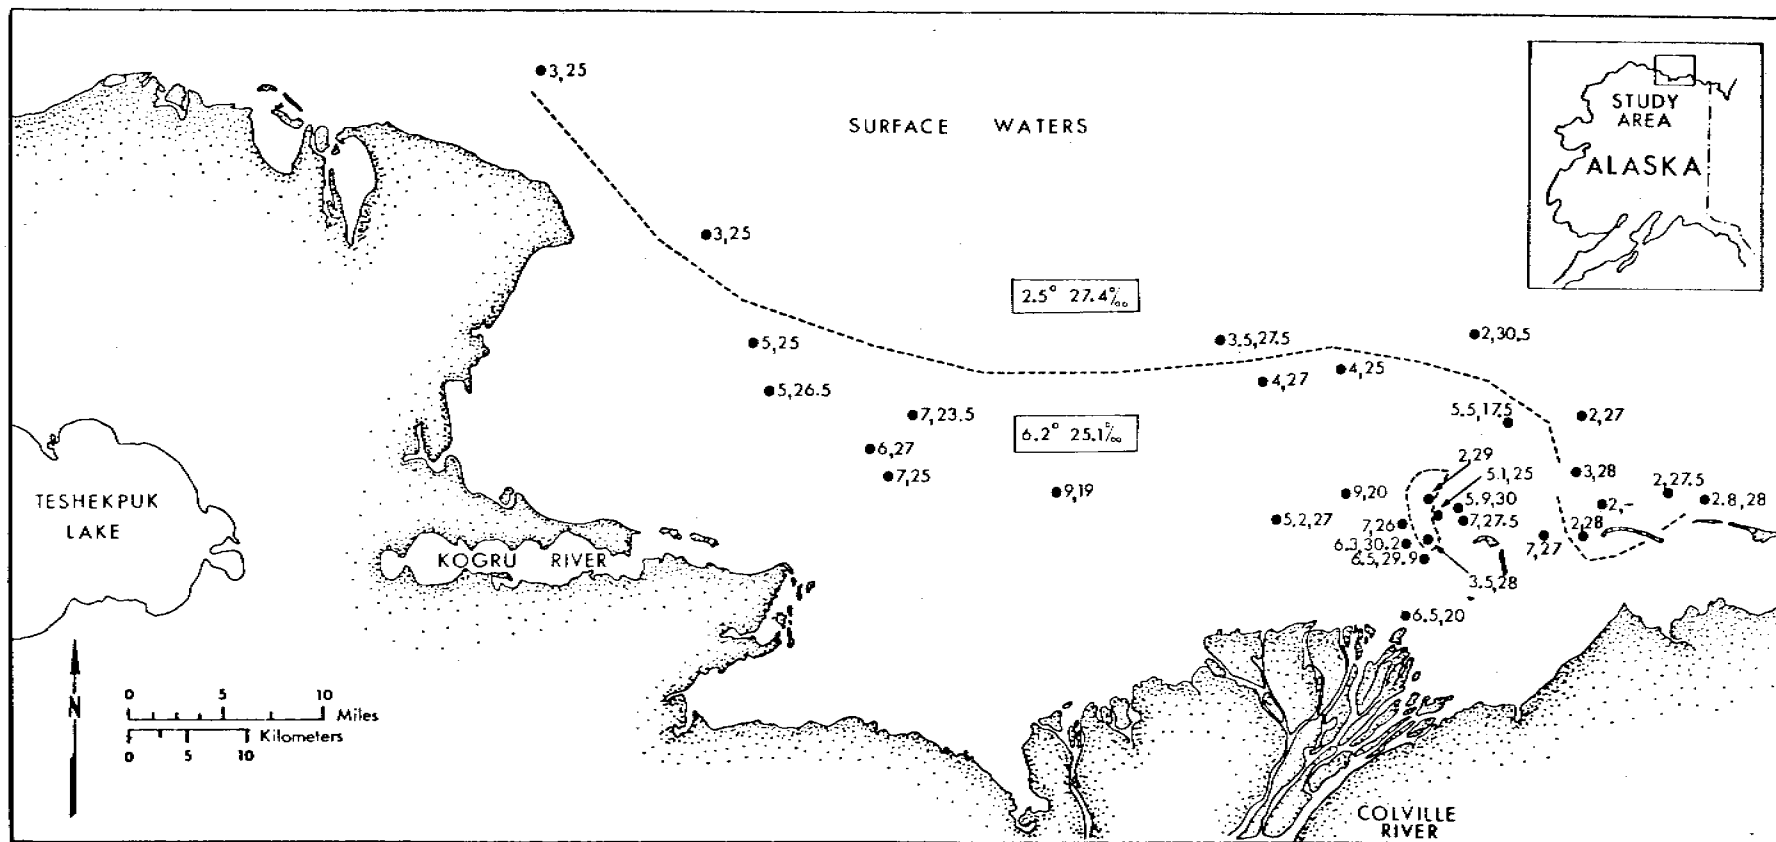 3,25
SURFACE WATERS
STUDY
AREA
ALASKA
3,25
2.5° 27.4‰
5,25
3.5,27.5
2,30.5
4,25
4,27
5,26.5
7,23.5
6.2° 25.1‰
5.5,17.5
2,27
6,27
7,25
9,19
2,29
5.1,25
3,28
9,20
5.9,30
2,27.5
2.8,28
2,-
5.2,27
7,26
7,27.5
2,28
7,27
6.3,30.2
6.5,29.9
3.5,28
TESHEKPUK
LAKE
KOGRU RIVER
6.5,20
N
0 5 10
Miles
Kilometers
0 5 10
COLVILLE
RIVER